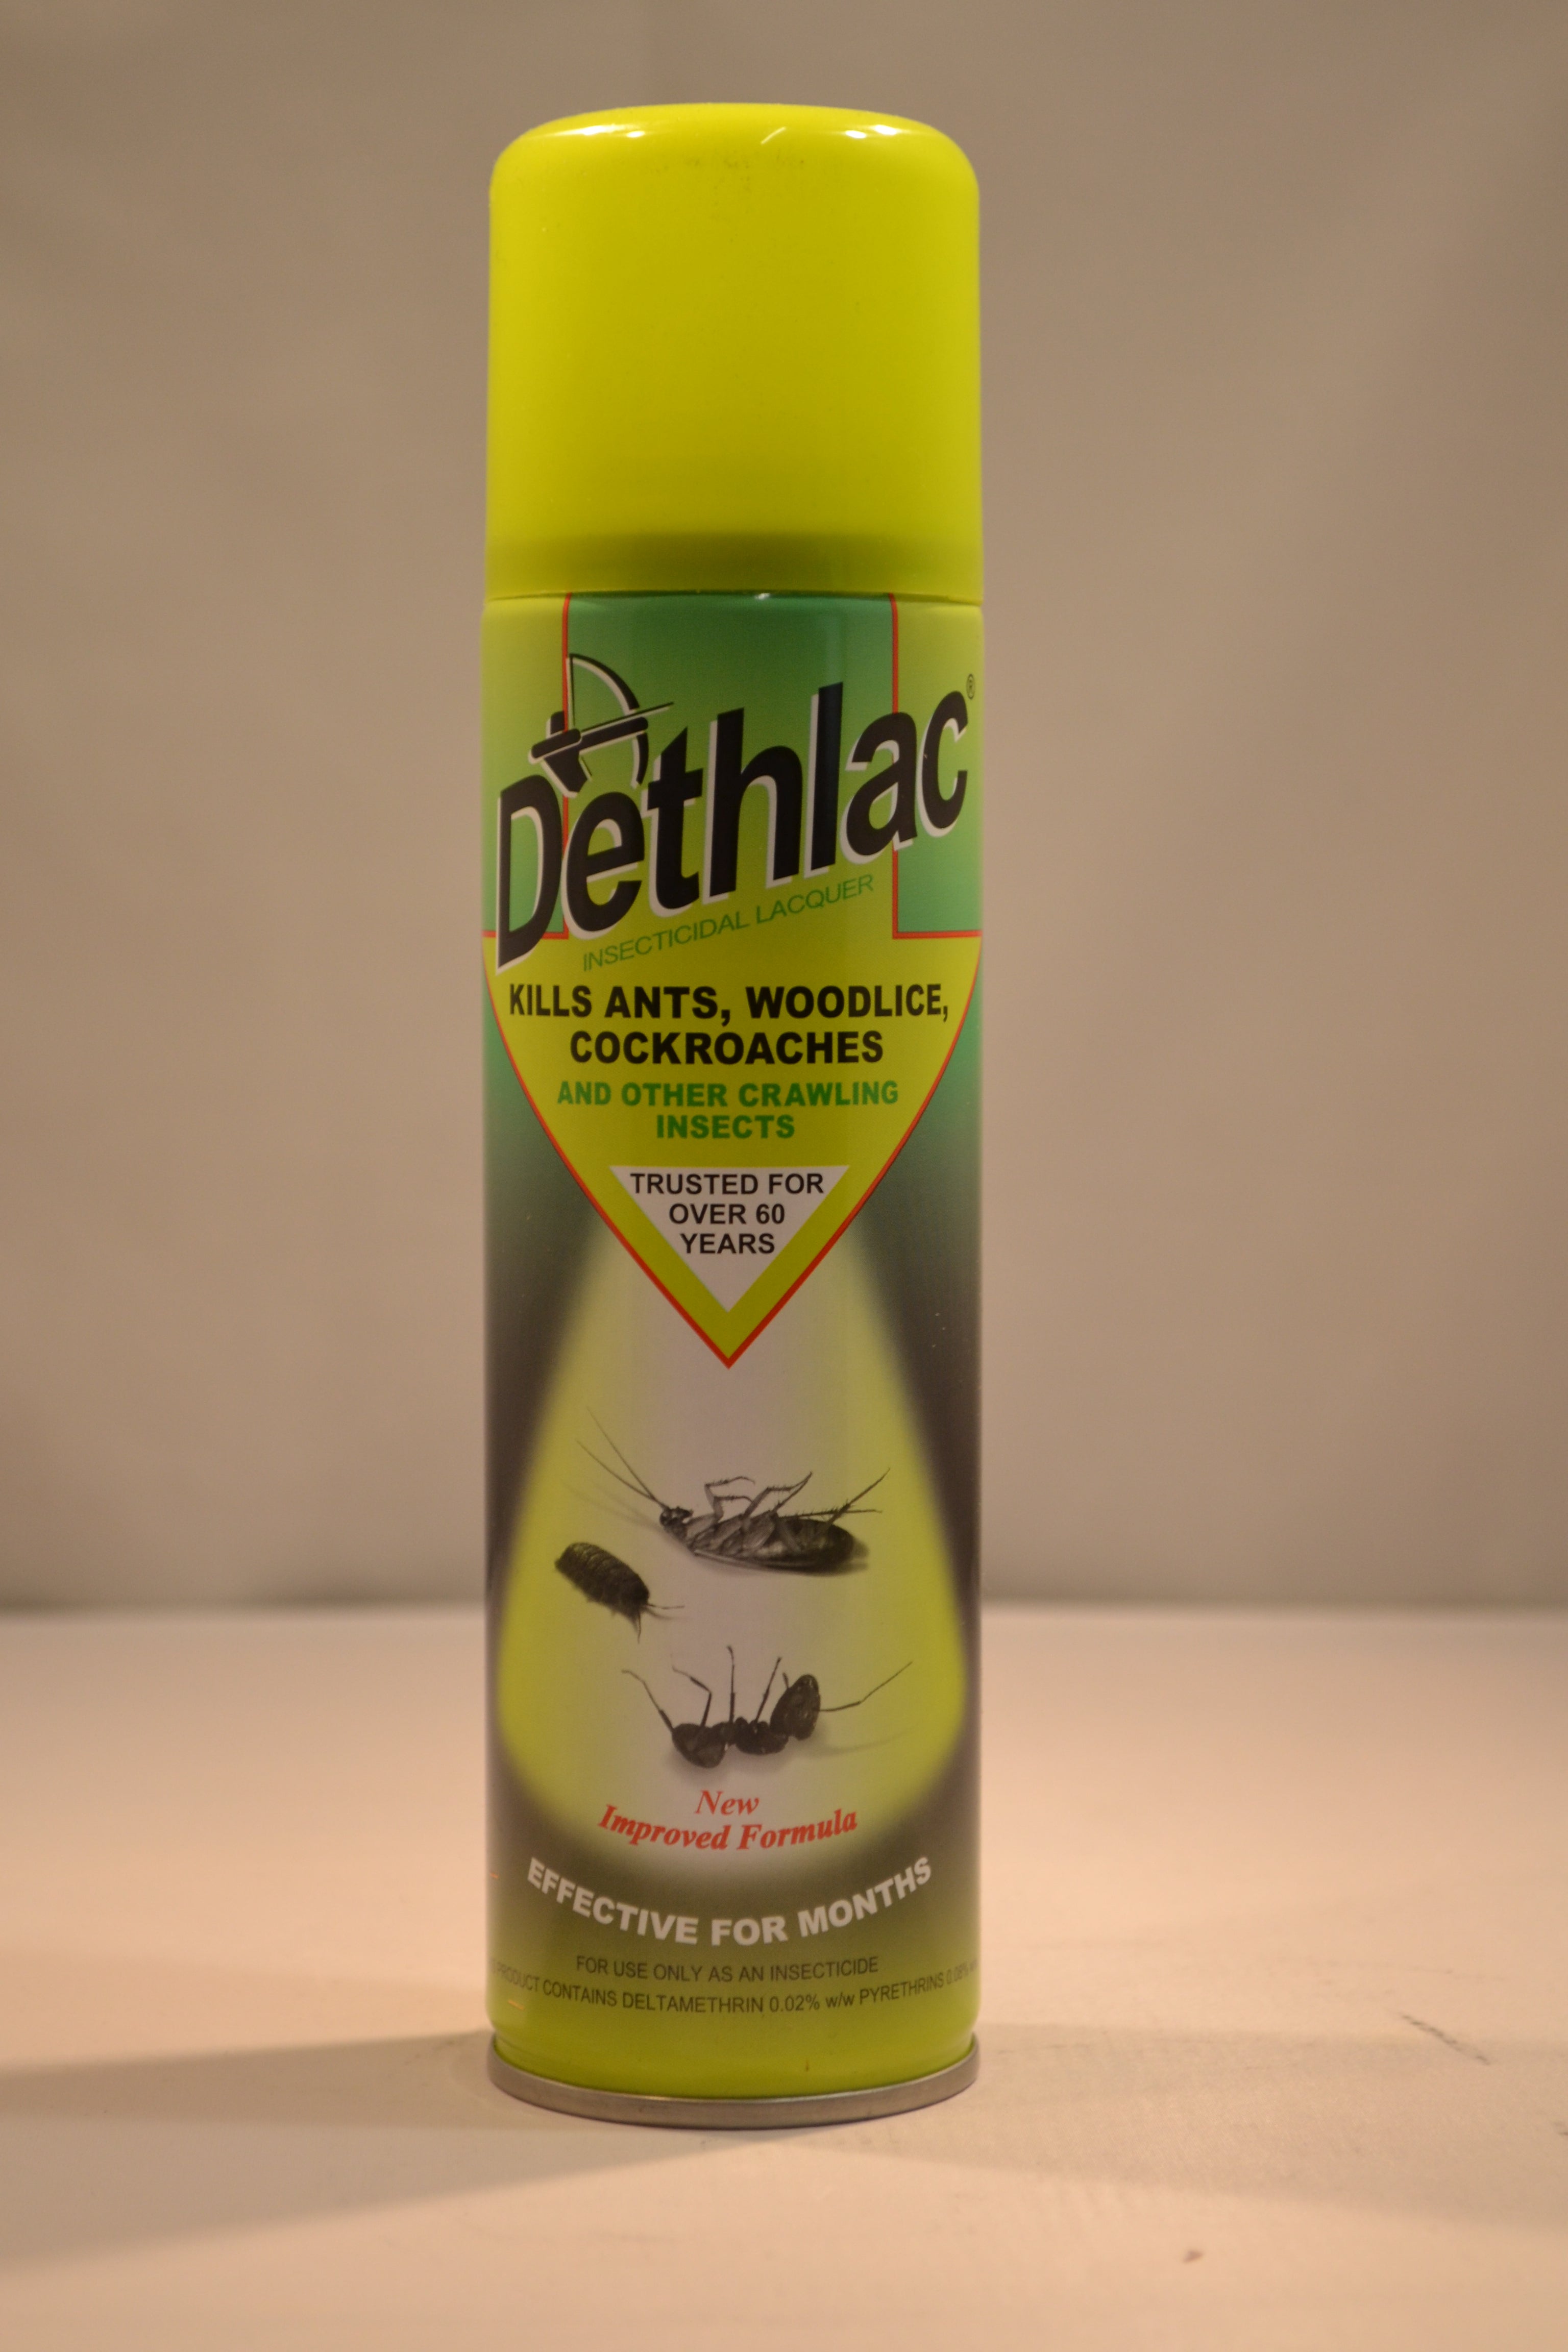 Dethlac®
INSECTICIDAL LACQUER
KILLS ANTS, WOODLICE,
COCKROACHES
AND OTHER CRAWLING
INSECTS
TRUSTED FOR
OVER 60
YEARS
New
Improved Formula
EFFECTIVE FOR MONTHS
FOR USE ONLY AS AN INSECTICIDE
PRODUCT CONTAINS DELTAMETHRIN 0.02% w/w PYRETHRINS